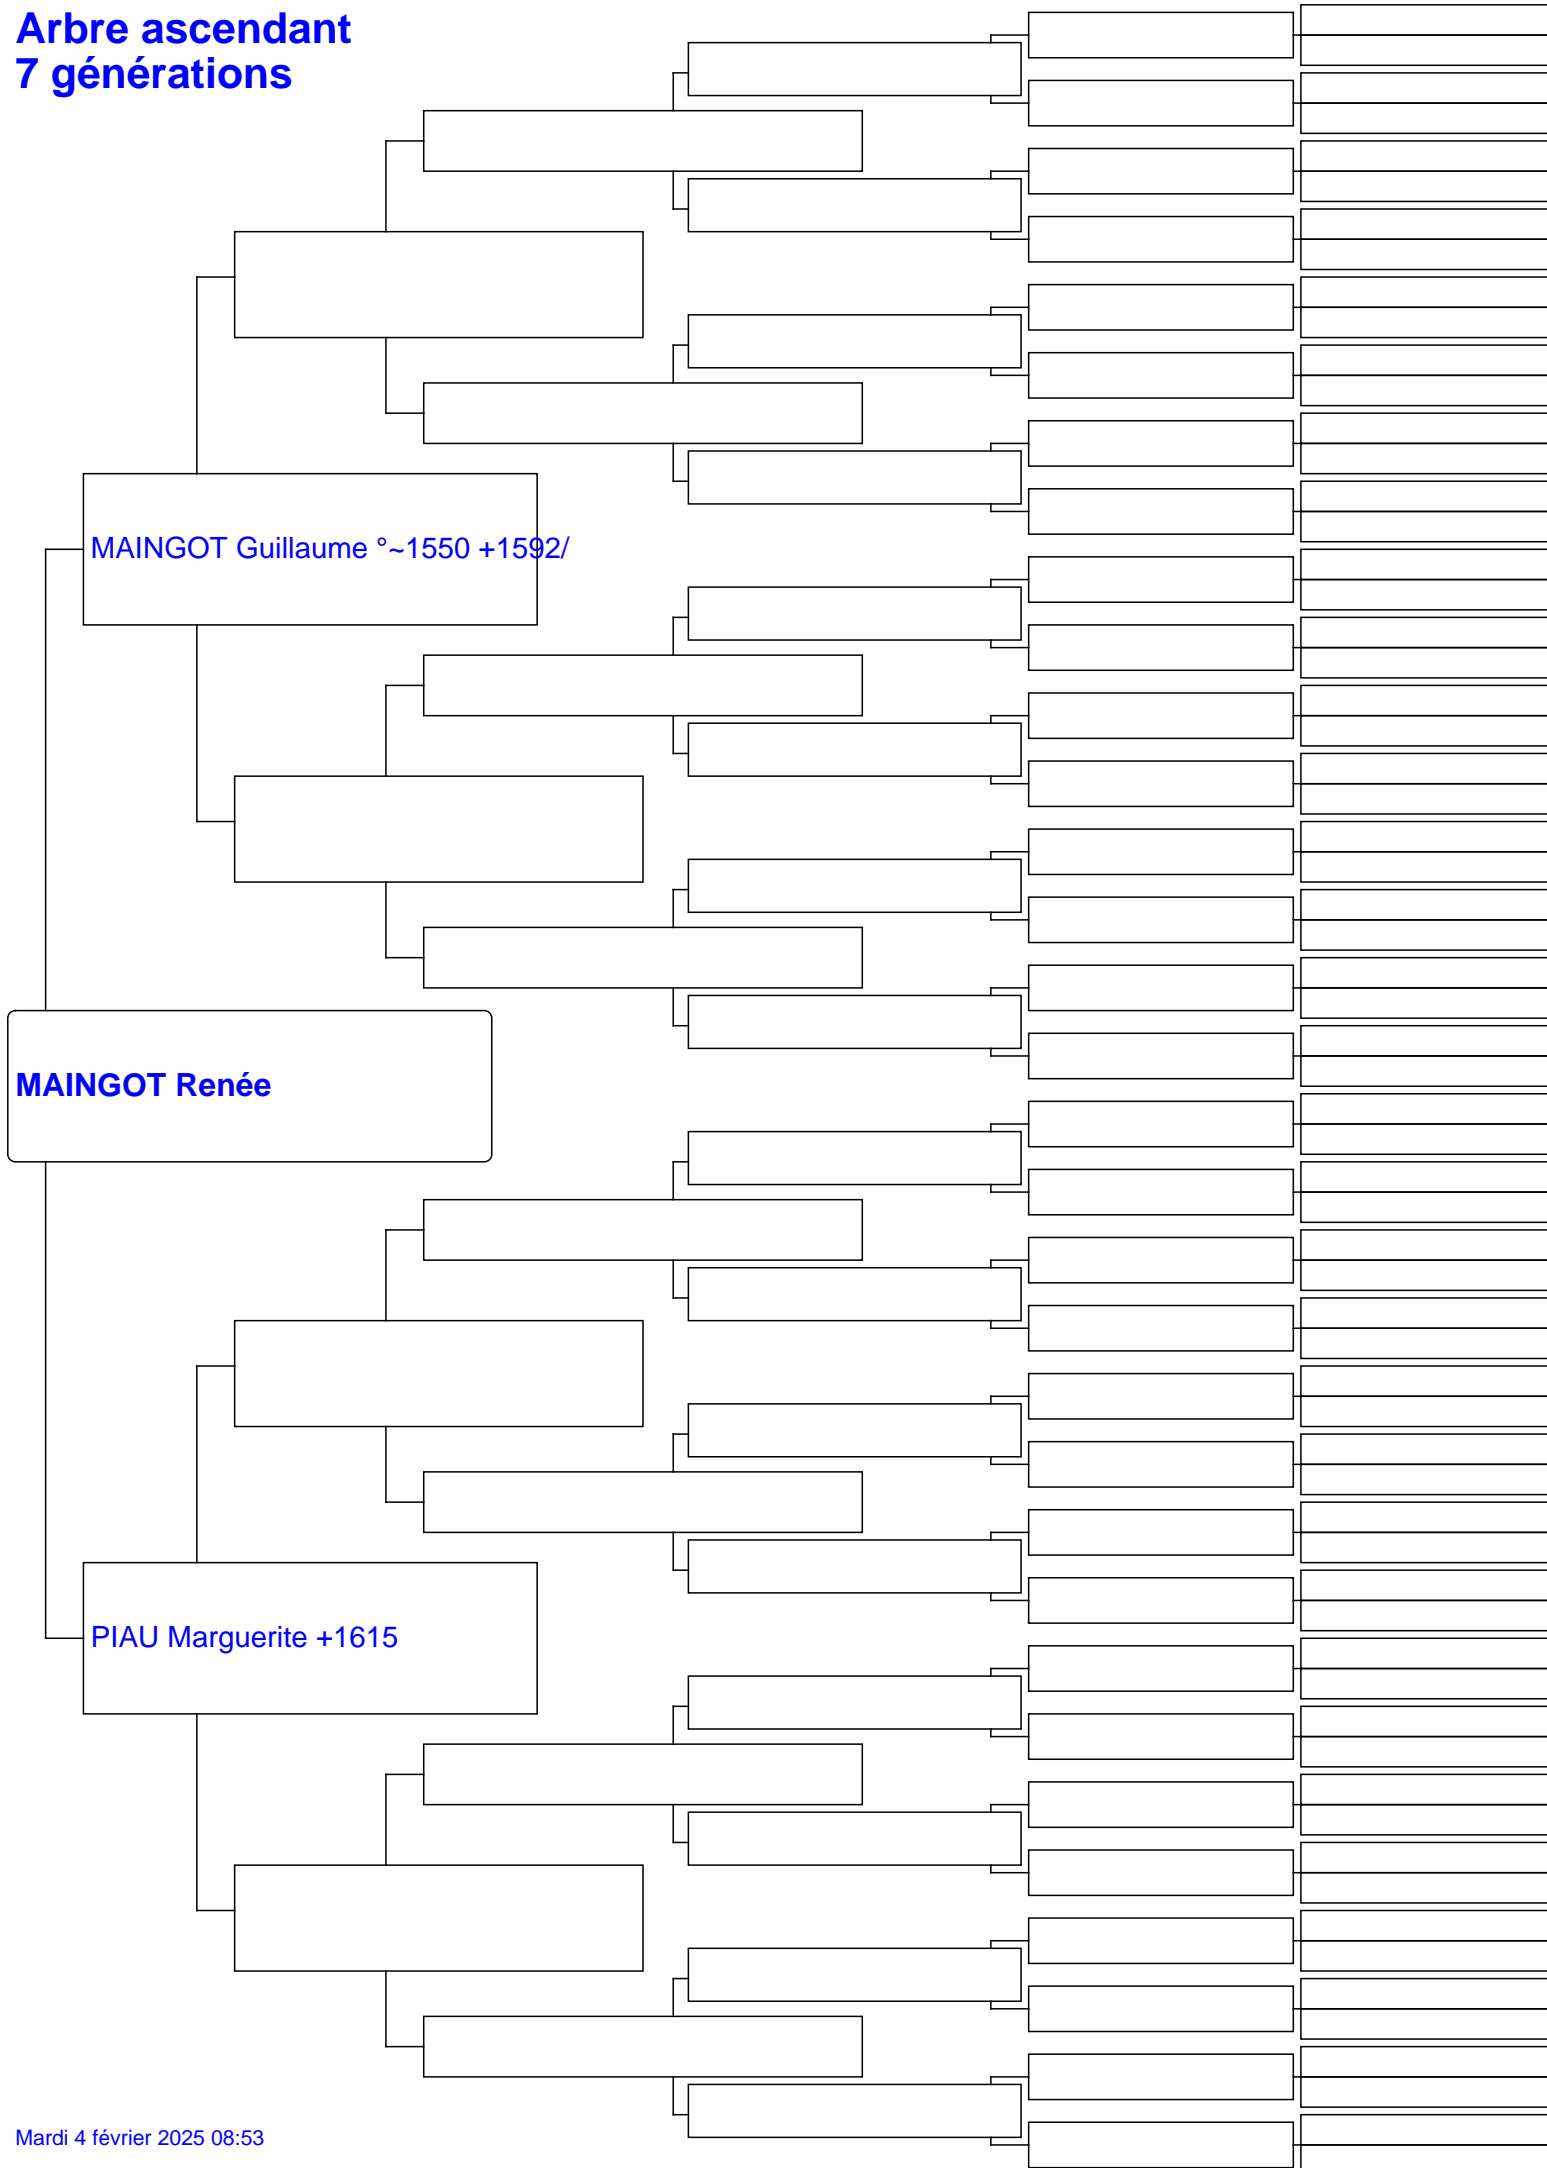 Arbre ascendant
7 générations
MAINGOT Guillaume °~1550 +1592/
MAINGOT Renée
PIAU Marguerite +1615
Mardi 4 février 2025 08:53